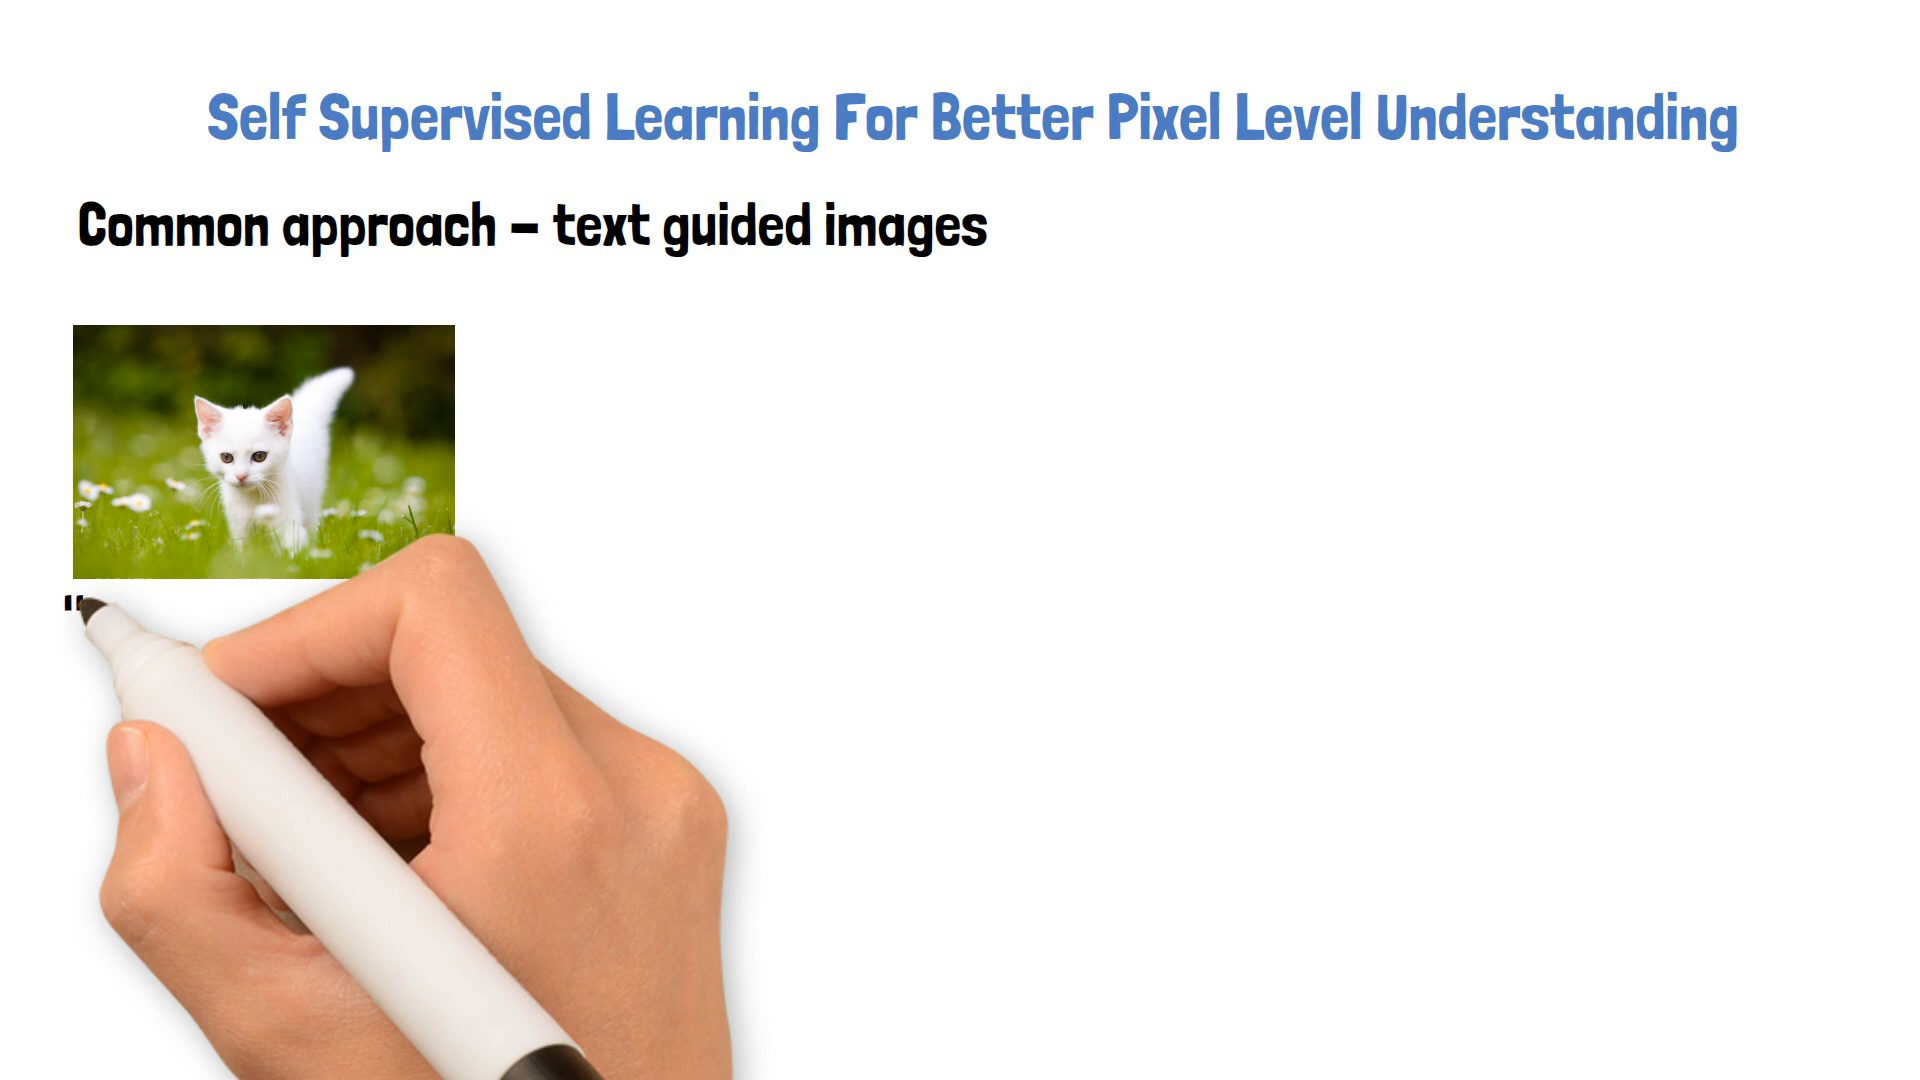 Self Supervised Learning For Better Pixel Level Understanding
Common approach – text guided images
"